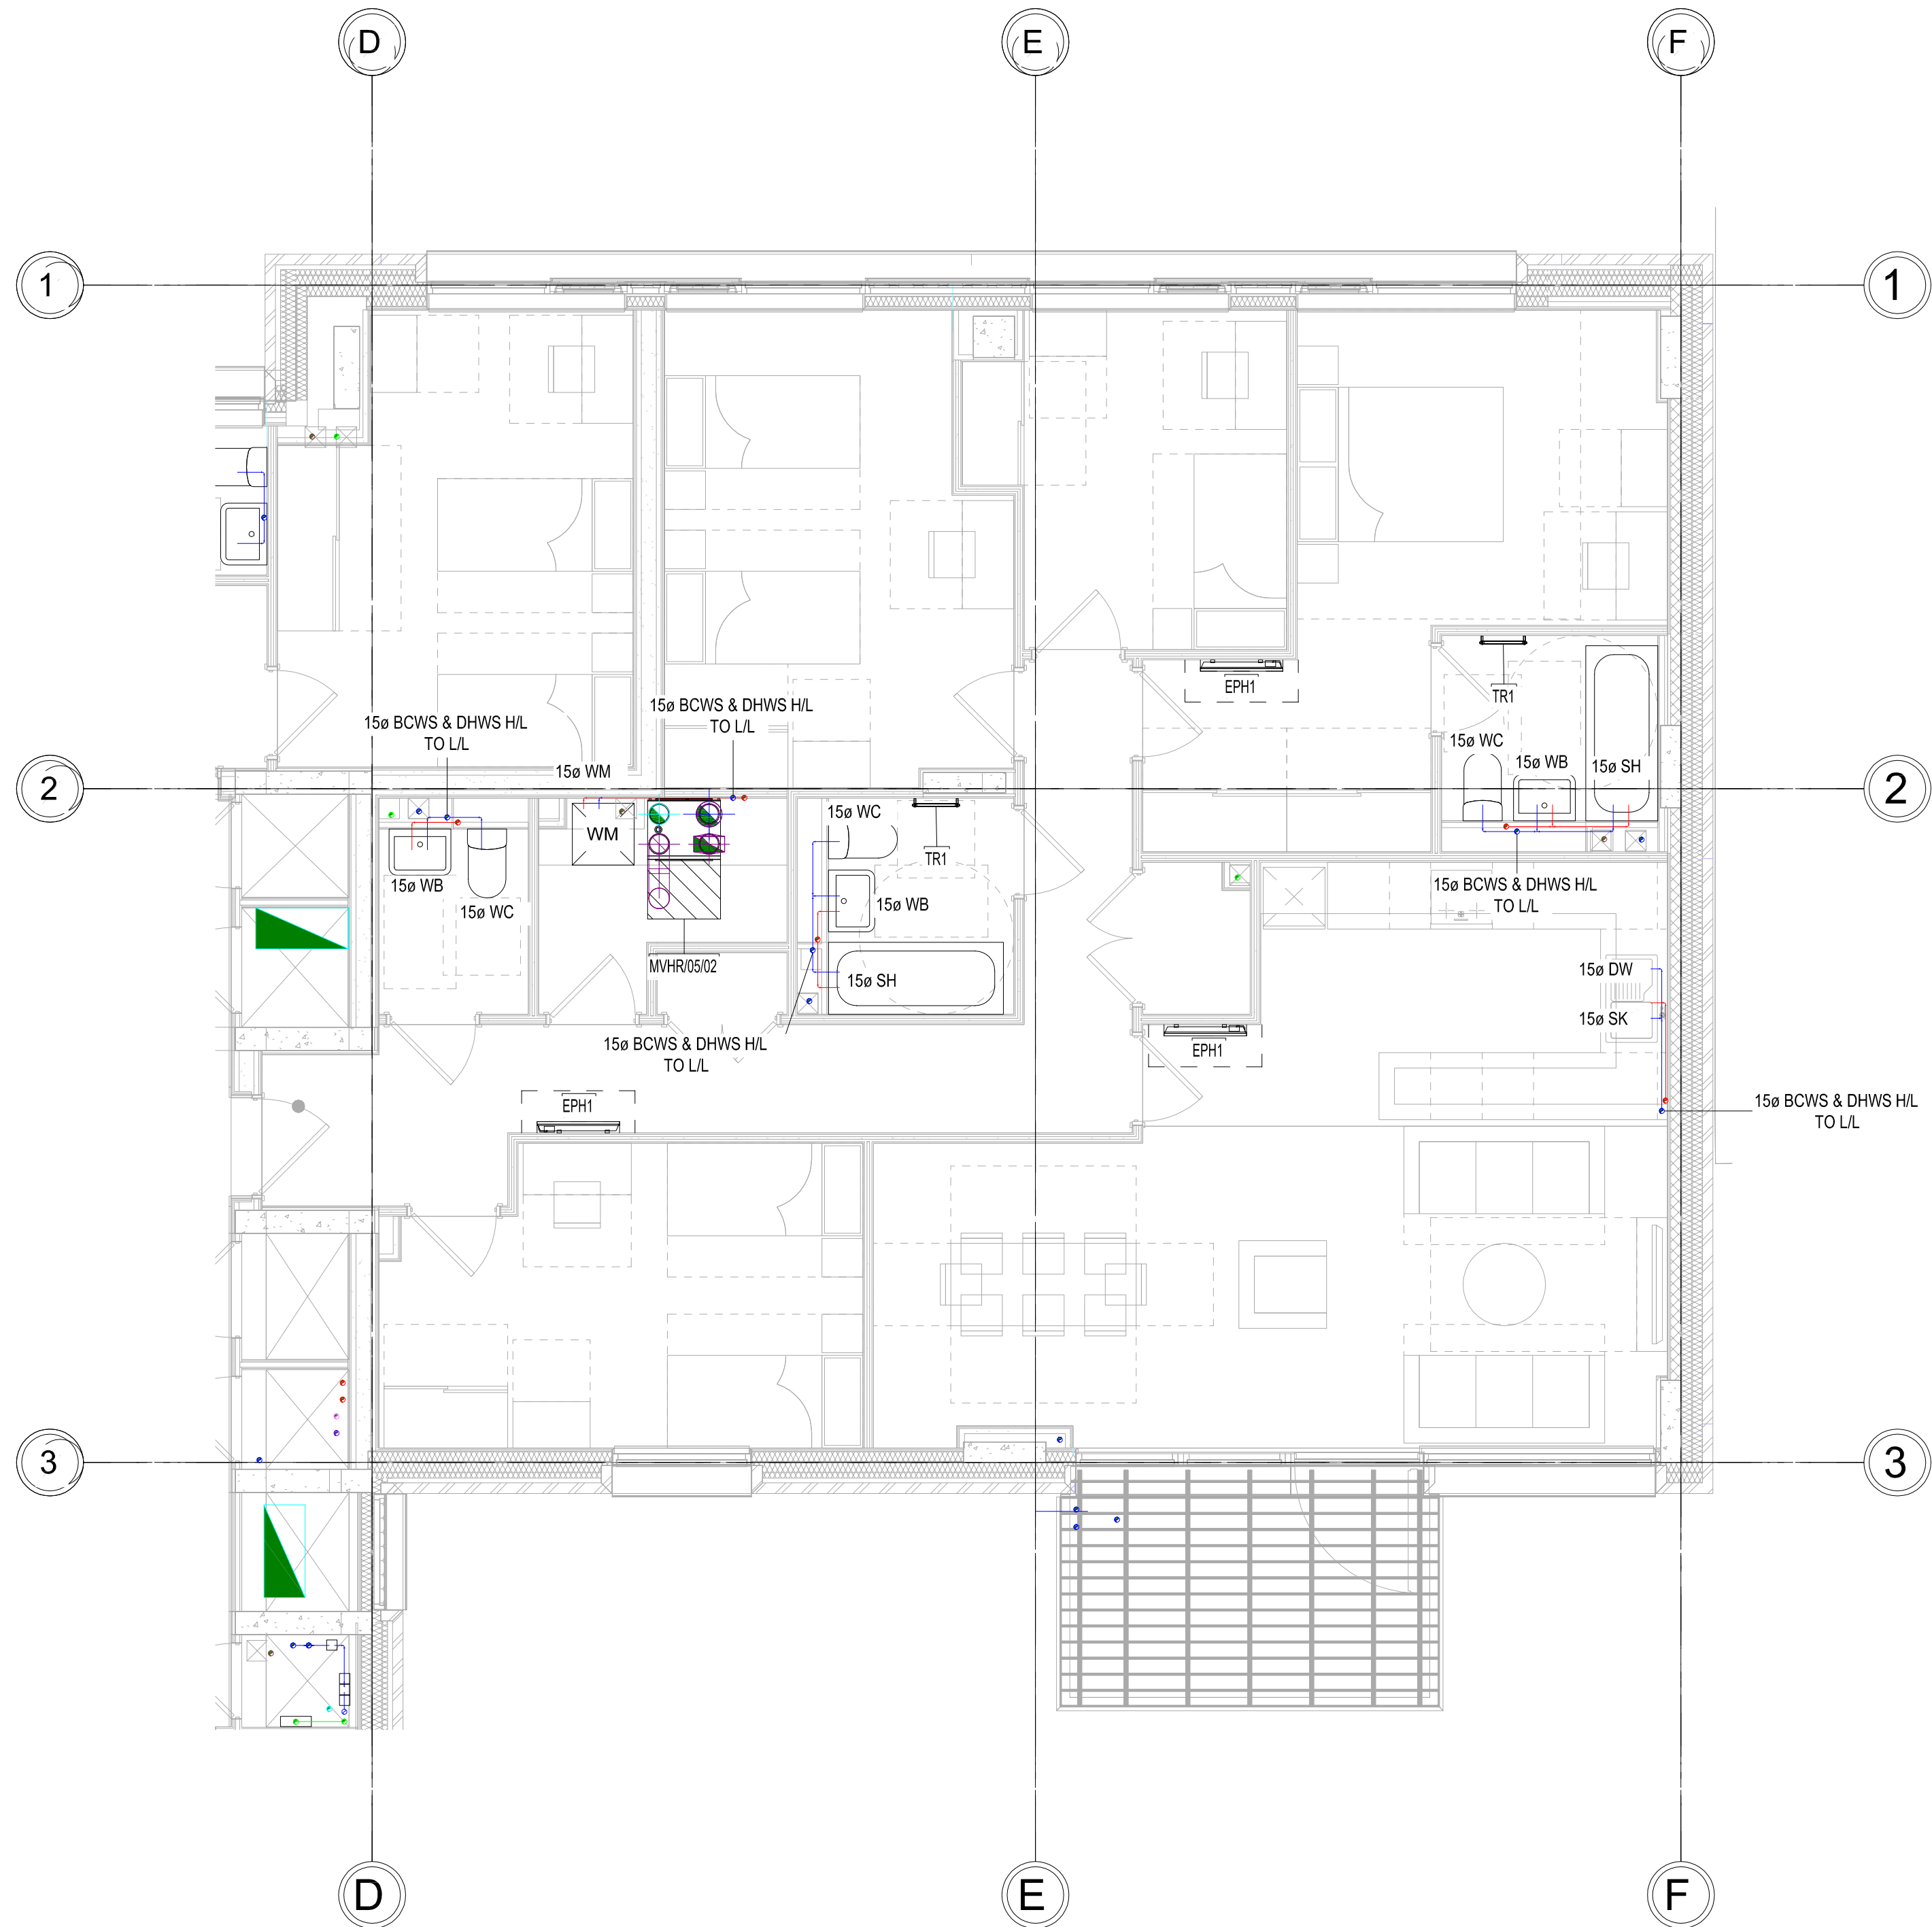 D
E
F
1
1
15ø BCWS & DHWS H/L
TO L/L
15ø BCWS & DHWS H/L
TO L/L
EPH1
TR1
15ø WC
15ø WB
15ø SH
15ø WM
2
2
WM
15ø WC
TR1
15ø WB
15ø WC
15ø WB
15ø BCWS & DHWS H/L
TO L/L
MVHR/05/02
15ø SH
15ø DW
15ø SK
15ø BCWS & DHWS H/L
TO L/L
EPH1
EPH1
15ø BCWS & DHWS H/L
TO L/L
3
3
D
E
F